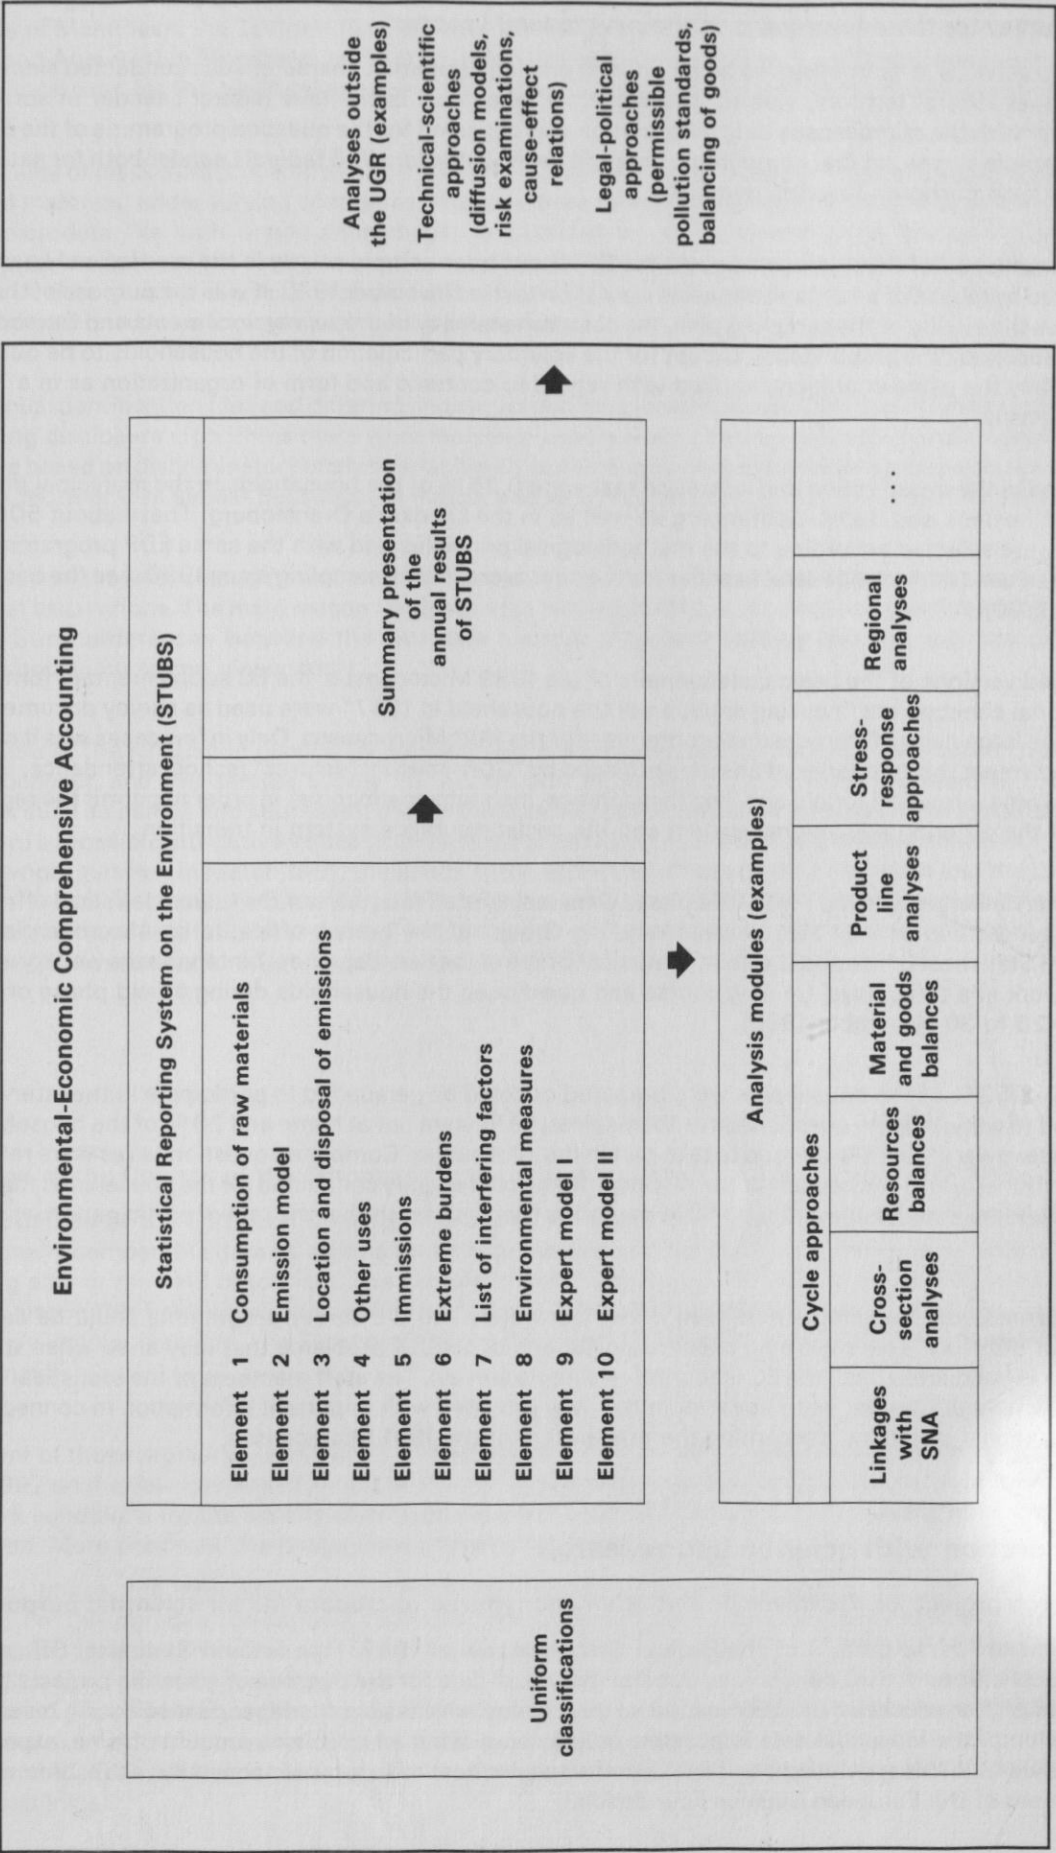 Environmental-Economic Comprehensive Accounting
Statistical Reporting System on the Environment (STUBS)
Element 1 Consumption of raw materials
Element 2 Emission model
Element 3 Location and disposal of emissions
Element 4 Other uses
Element 5 Immissions
Element 6 Extreme burdens
Element 7 List of interfering factors
Element 8 Environmental measures
Element 9 Expert model I
Element 10 Expert model II
Summary presentation
of the
annual results
of STUBS
Uniform
classifications
Analysis modules (examples)
Cycle approaches
Linkages
with
SNA
Cross-
section
analyses
Resources
balances
Material
and goods
balances
Product
line
analyses
Stress-
response
approaches
Regional
analyses
Analyses outside
the UGR (examples)
Technical-scientific
approaches
(diffusion models,
risk examinations,
cause-effect
relations)
Legal-political
approaches
(permissible
pollution standards,
balancing of goods)